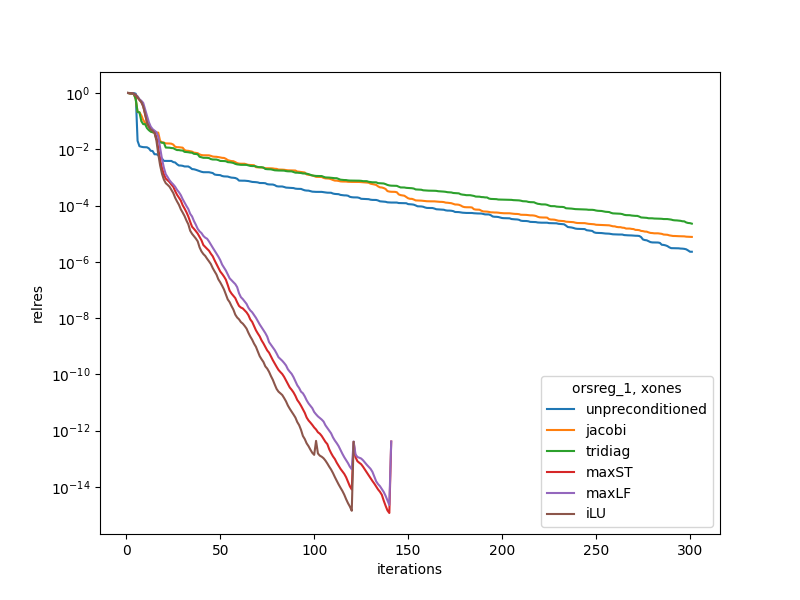 relres
10^0
10^-2
10^-4
10^-6
10^-8
10^-10
10^-12
10^-14
0 50 100 150 200 250 300
iterations
orsreg_1, xones
unpreconditioned
jacobi
tridiag
maxST
maxLF
iLU